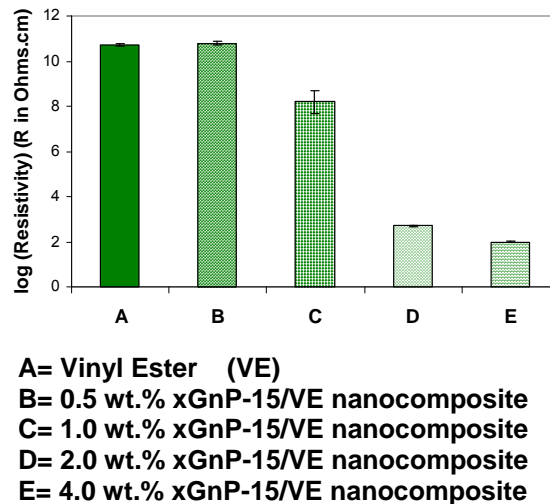 log (Resistivity) (R in Ohms.cm)
12
10
8
6
4
2
0
A B C D E
A= Vinyl Ester (VE)
B= 0.5 wt.% xGnP-15/VE nanocomposite
C= 1.0 wt.% xGnP-15/VE nanocomposite
D= 2.0 wt.% xGnP-15/VE nanocomposite
E= 4.0 wt.% xGnP-15/VE nanocomposite